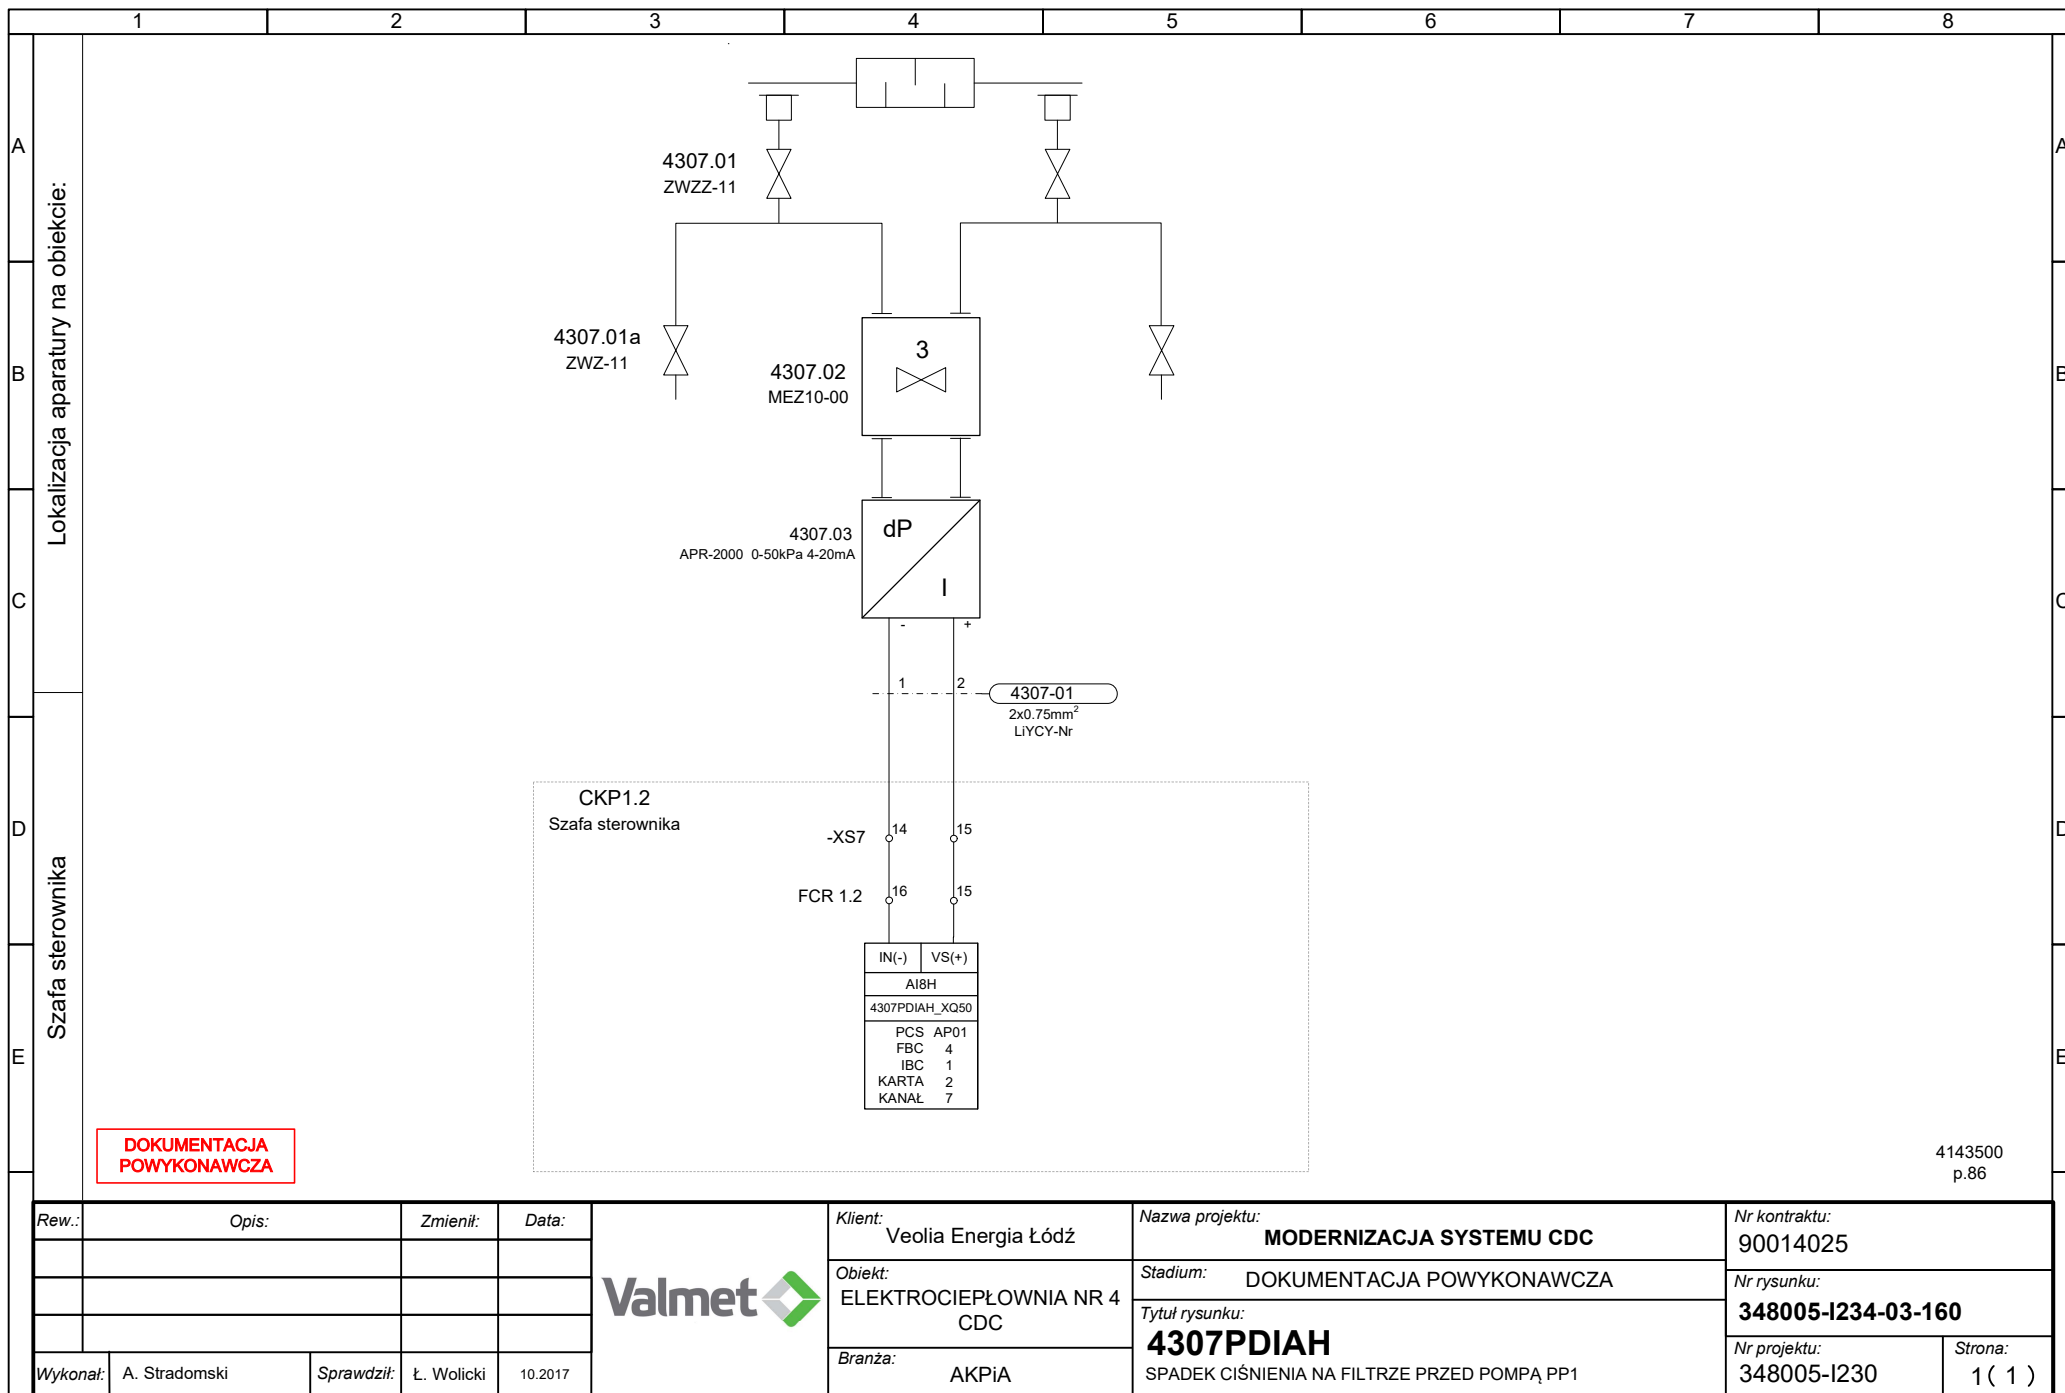 1 2 3 4 5 6 7 8
A A
B B
C C
D D
E E
Lokalizacja aparatury na obiekcie:
Szafa sterownika
4307.01
ZWZZ-11
4307.01a
ZWZ-11
3
4307.02
MEZ10-00
4307.03
APR-2000 0-50kPa 4-20mA
dP
I
- +
1 2
4307-01
2x0.75mm²
LiYCY-Nr
CKP1.2
Szafa sterownika
-XS7 14 15
FCR 1.2 16 15
IN(-) VS(+)
AI8H
4307PDIAH_XQ50
PCS AP01
FBC 4
IBC 1
KARTA 2
KANAŁ 7
DOKUMENTACJA
POWYKONAWCZA
4143500
p.86
Rew.: Opis: Zmienił: Data:
Wykonał: A. Stradomski Sprawdził: Ł. Wolicki 10.2017
Valmet
Klient:
Veolia Energia Łódź
Obiekt:
ELEKTROCIEPŁOWNIA NR 4
CDC
Branża:
AKPiA
Nazwa projektu:
MODERNIZACJA SYSTEMU CDC
Stadium: DOKUMENTACJA POWYKONAWCZA
Tytuł rysunku:
4307PDIAH
SPADEK CIŚNIENIA NA FILTRZE PRZED POMPĄ PP1
Nr kontraktu:
90014025
Nr rysunku:
348005-I234-03-160
Nr projektu:
348005-I230
Strona:
1( 1 )